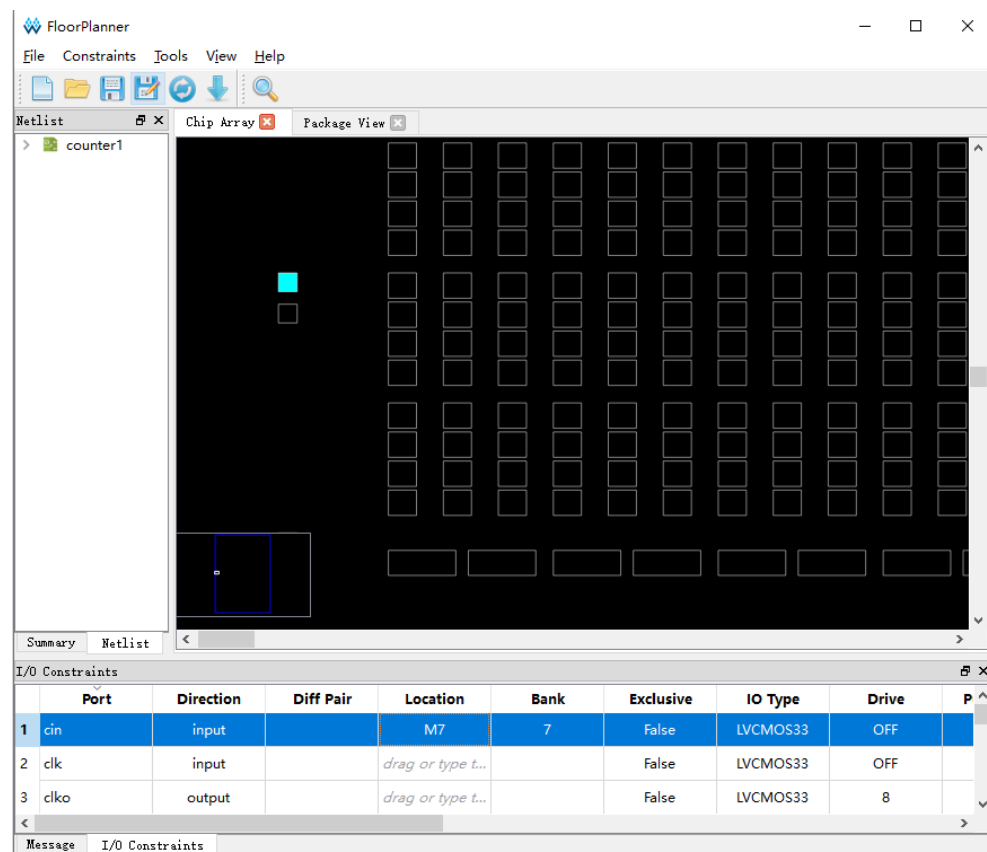 FloorPlanner
File Constraints Tools View Help
Netlist
Chip Array Package View
counter1
Summary Netlist
I/O Constraints
Port Direction Diff Pair Location Bank Exclusive IO Type Drive P
1 cin input M7 7 False LVCMOS33 OFF
2 clk input drag or type t... False LVCMOS33 OFF
3 clko output drag or type t... False LVCMOS33 8
Message I/O Constraints